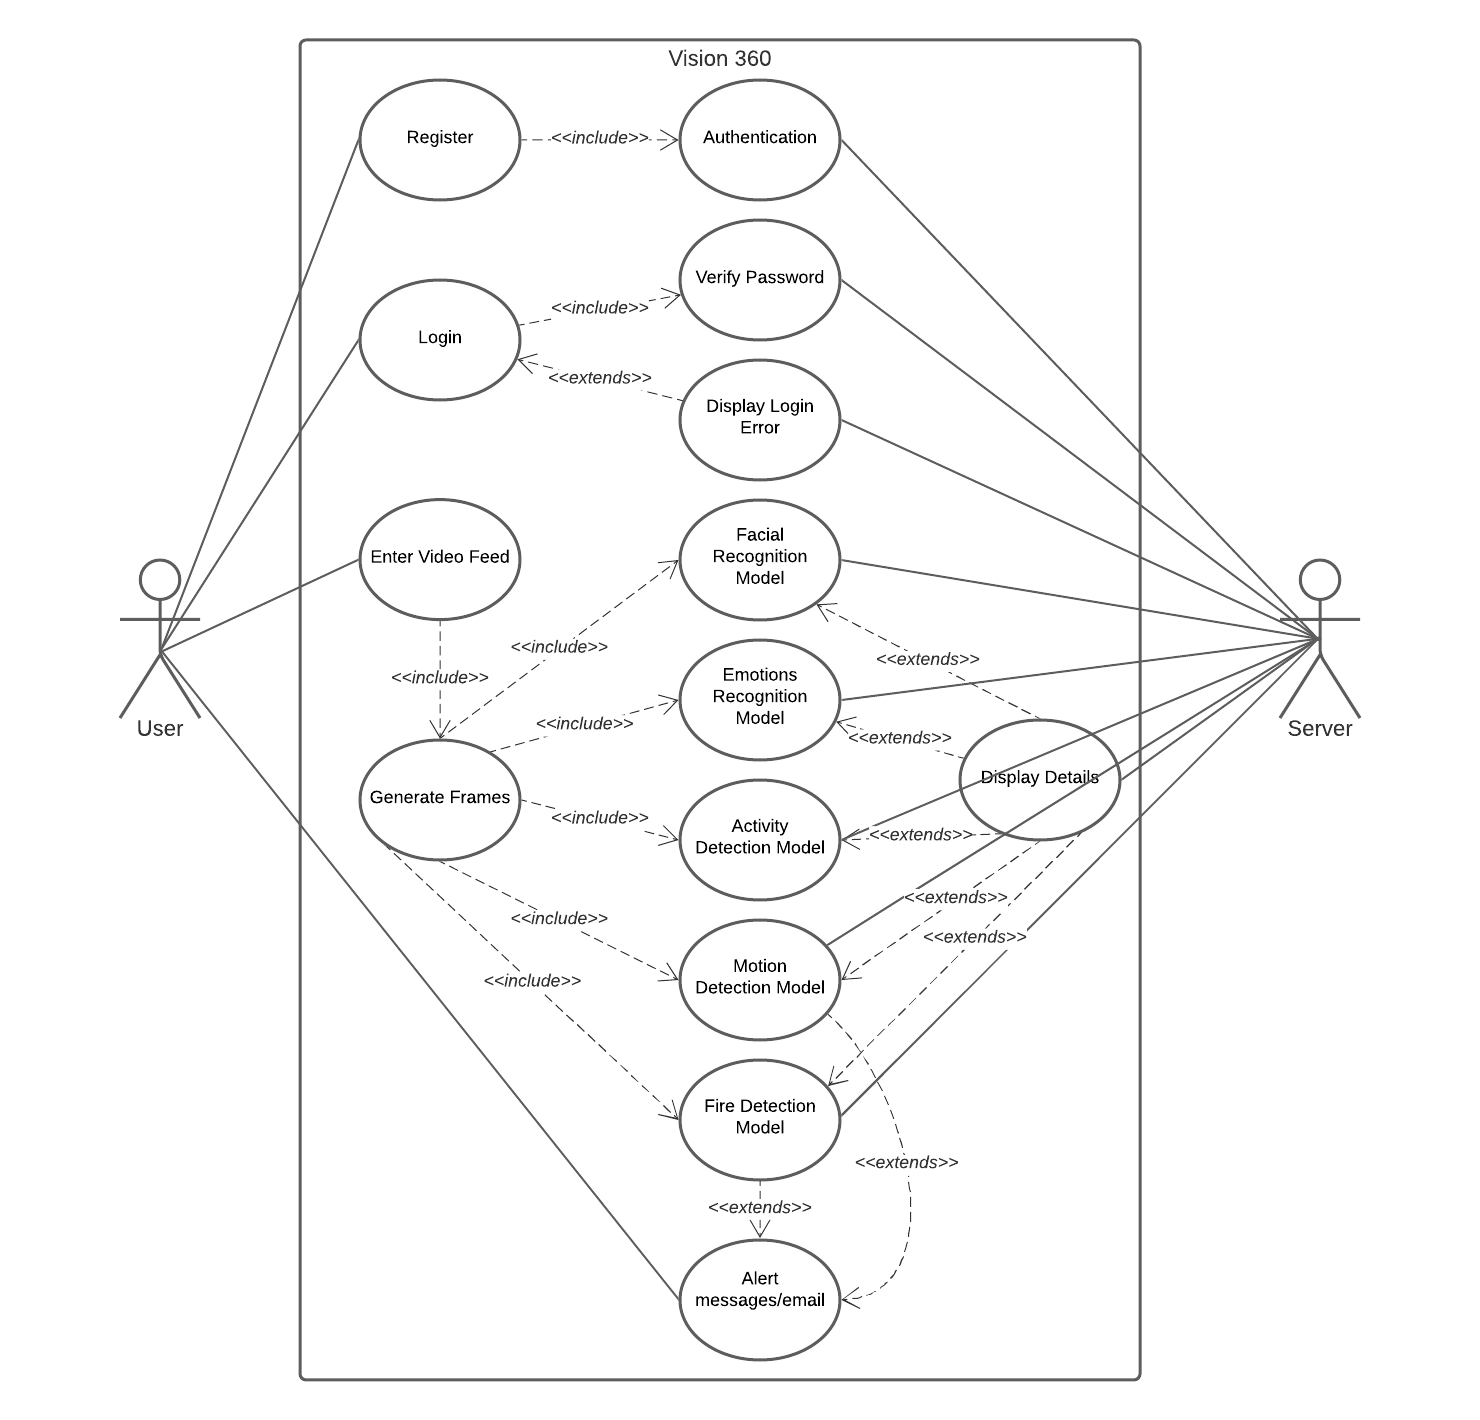 Vision 360
Register
<<include>>
Authentication
Verify Password
<<include>>
Login
<<extends>>
Display Login
Error
Enter Video Feed
Facial
Recognition
Model
<<include>>
<<extends>>
<<include>>
Emotions
Recognition
Model
User
Server
<<include>>
<<extends>>
Display Details
Generate Frames
<<include>>
Activity
Detection Model
<<extends>>
<<extends>>
<<include>>
<<extends>>
Motion
Detection Model
<<include>>
Fire Detection
Model
<<extends>>
<<extends>>
Alert
messages/email